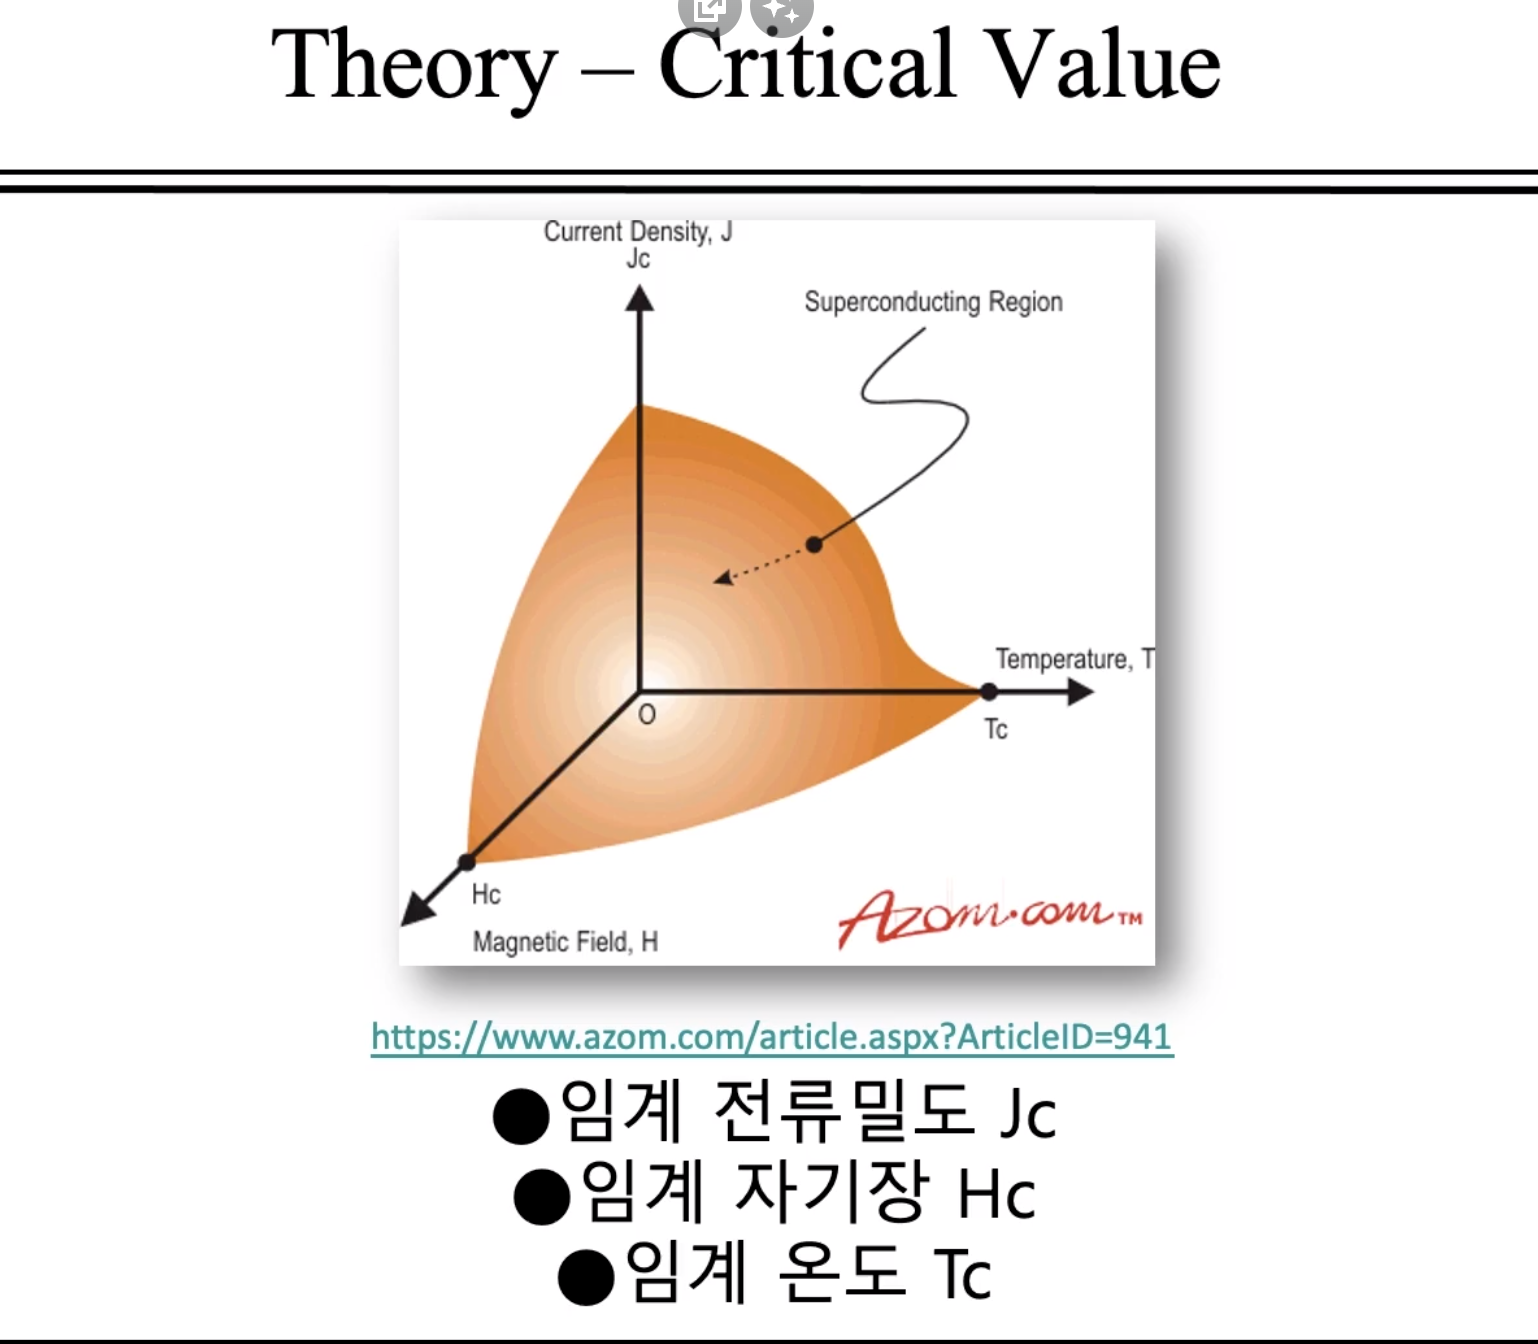 Theory – Critical Value
Current Density, J
Jc
Superconducting Region
Temperature, T
O
Tc
Hc
Magnetic Field, H
Azom.com™
https://www.azom.com/article.aspx?ArticleID=941
●임계 전류밀도 Jc
●임계 자기장 Hc
●임계 온도 Tc